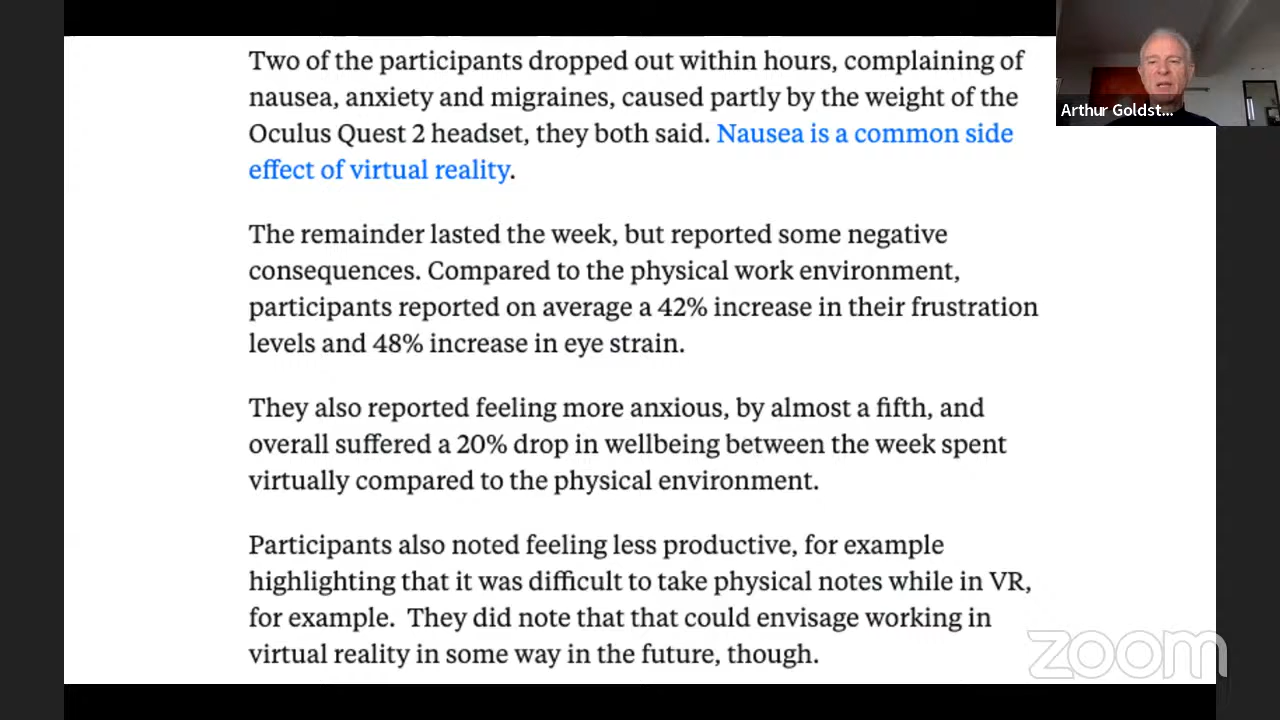 Two of the participants dropped out within hours, complaining of
nausea, anxiety and migraines, caused partly by the weight of the
Oculus Quest 2 headset, they both said. Nausea is a common side
effect of virtual reality.
The remainder lasted the week, but reported some negative
consequences. Compared to the physical work environment,
participants reported on average a 42% increase in their frustration
levels and 48% increase in eye strain.
They also reported feeling more anxious, by almost a fifth, and
overall suffered a 20% drop in wellbeing between the week spent
virtually compared to the physical environment.
Participants also noted feeling less productive, for example
highlighting that it was difficult to take physical notes while in VR,
for example.  They did note that that could envisage working in
virtual reality in some way in the future, though.
Arthur Goldst...
zoom